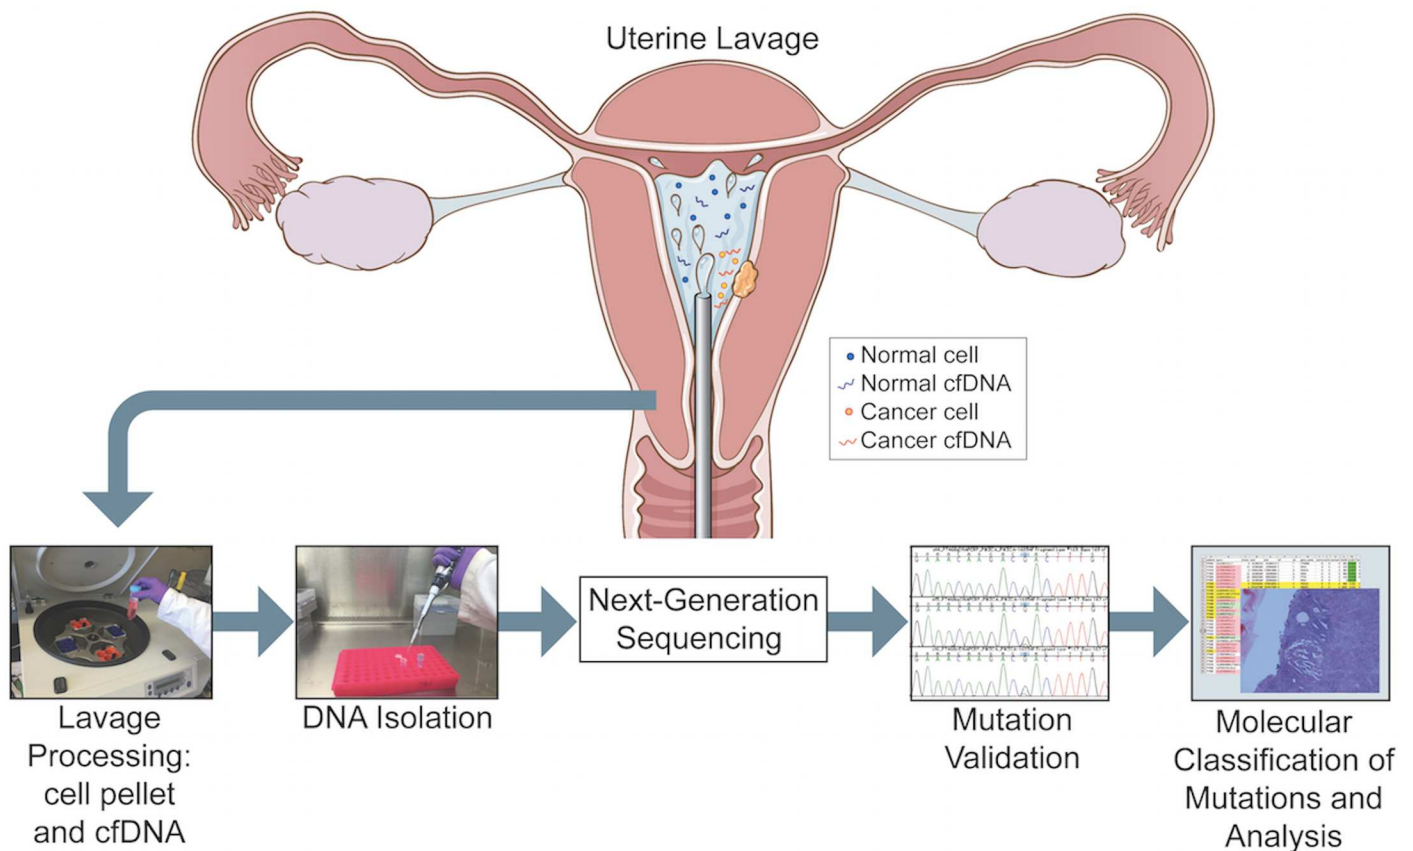 Uterine Lavage
Normal cell
Normal cfDNA
Cancer cell
Cancer cfDNA
Lavage
Processing:
cell pellet
and cfDNA
DNA Isolation
Next-Generation
Sequencing
Mutation
Validation
Molecular
Classification of
Mutations and
Analysis